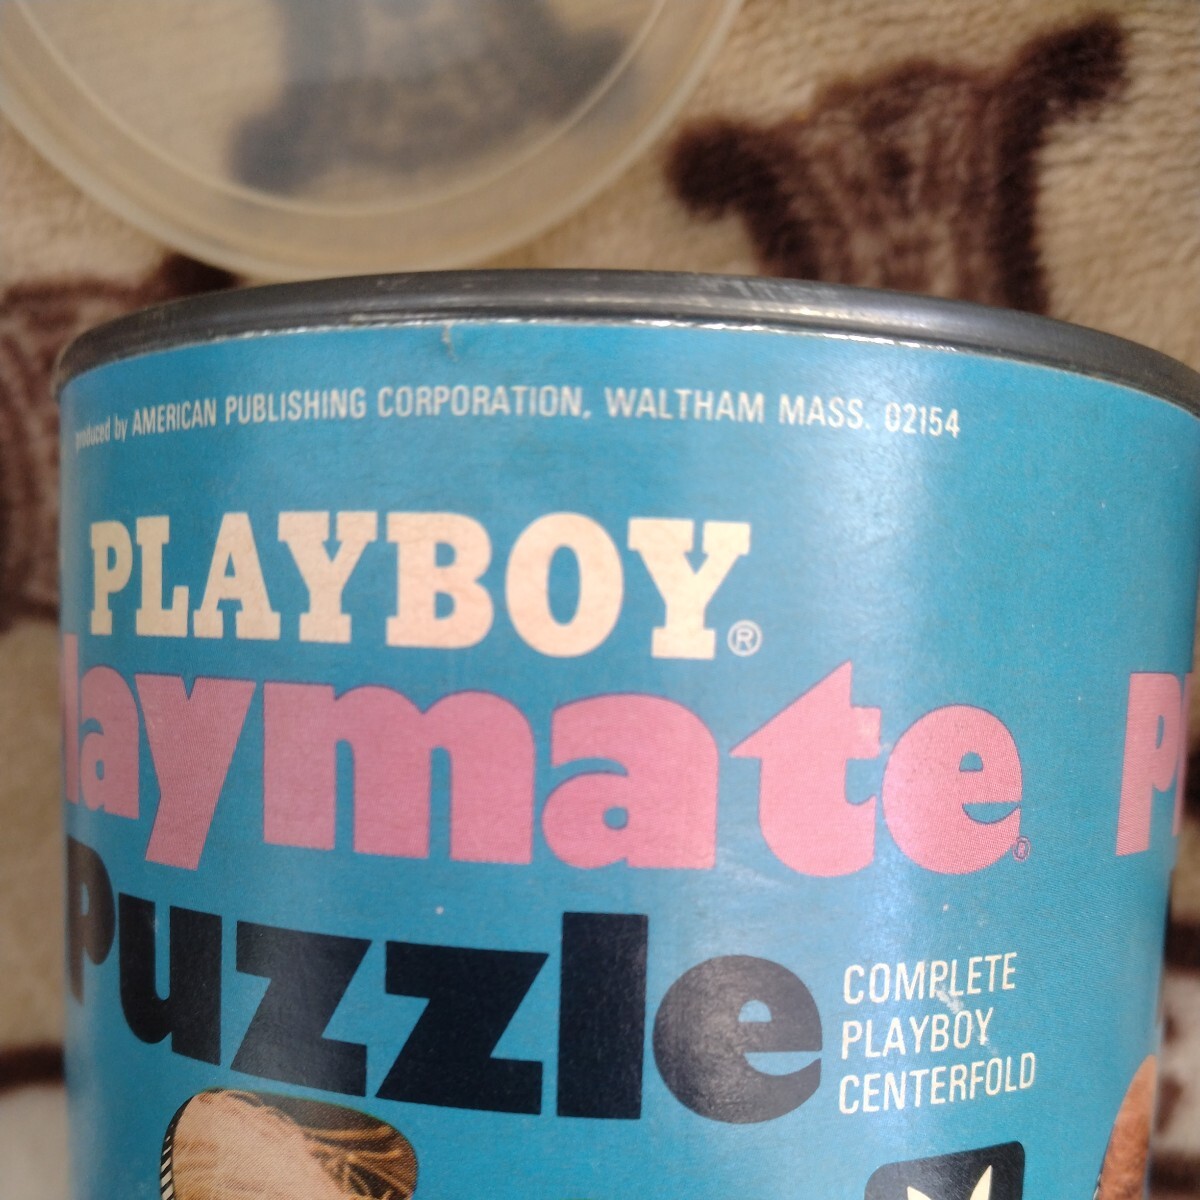 produced by AMERICAN PUBLISHING CORPORATION, WALTHAM MASS. 02154
PLAYBOY®
laymate®
Puzzle
COMPLETE
PLAYBOY
CENTERFOLD